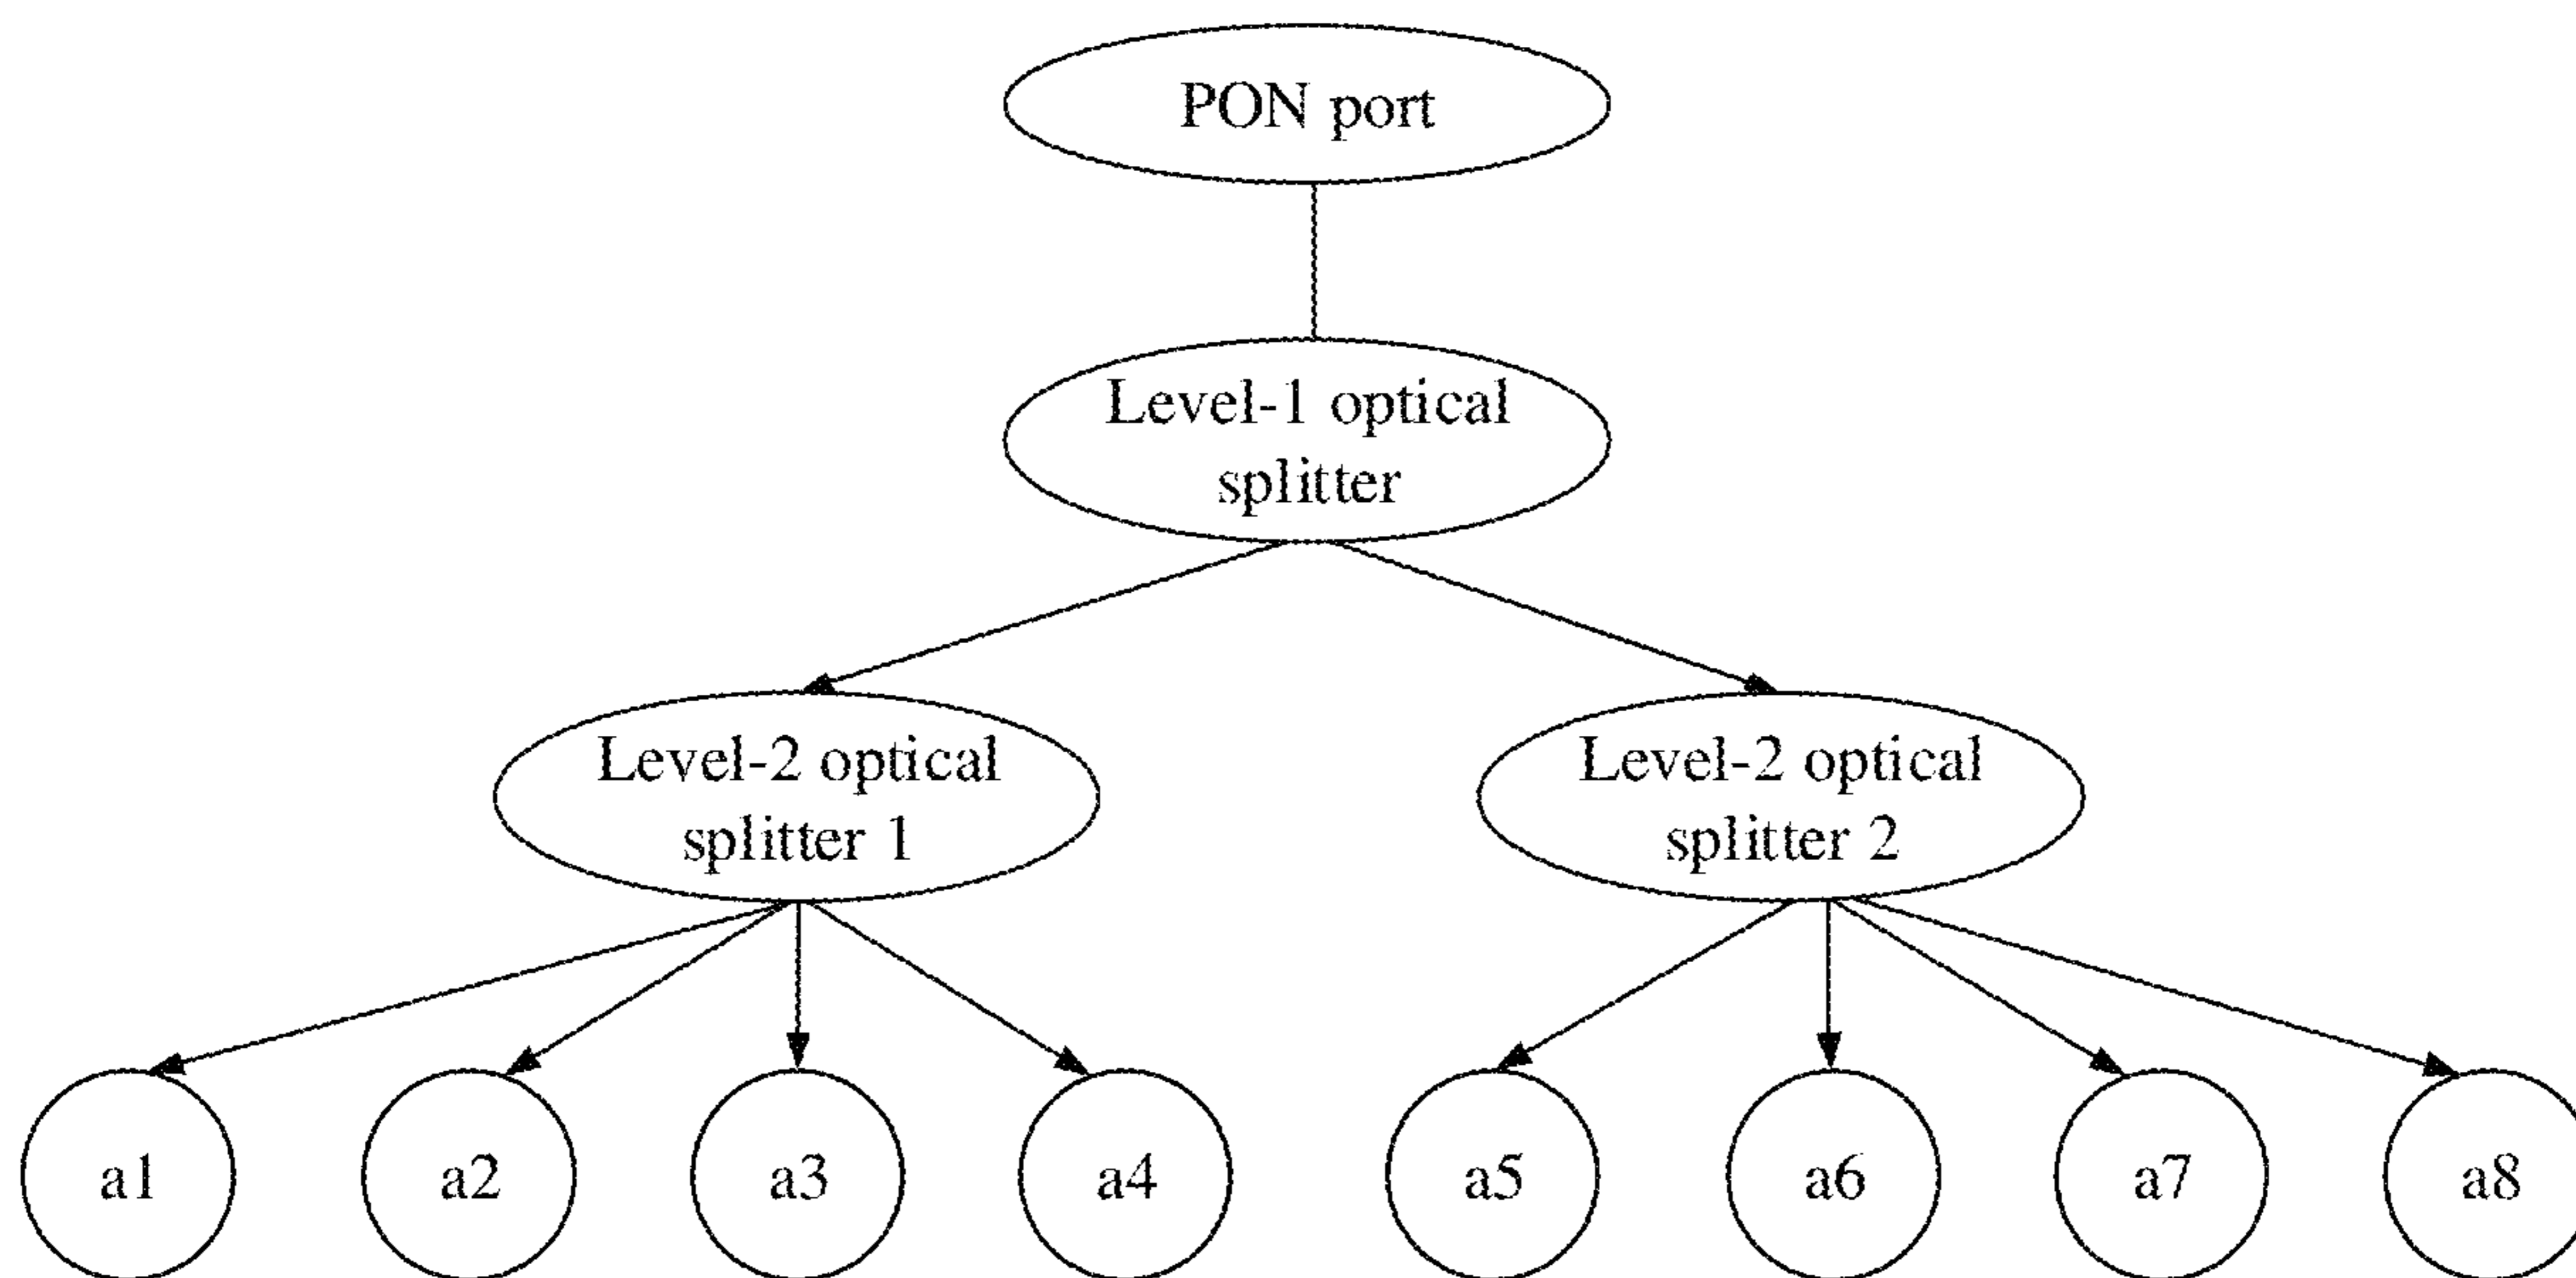 PON port
Level-1 optical
splitter
Level-2 optical
splitter 1
Level-2 optical
splitter 2
a1
a2
a3
a4
a5
a6
a7
a8